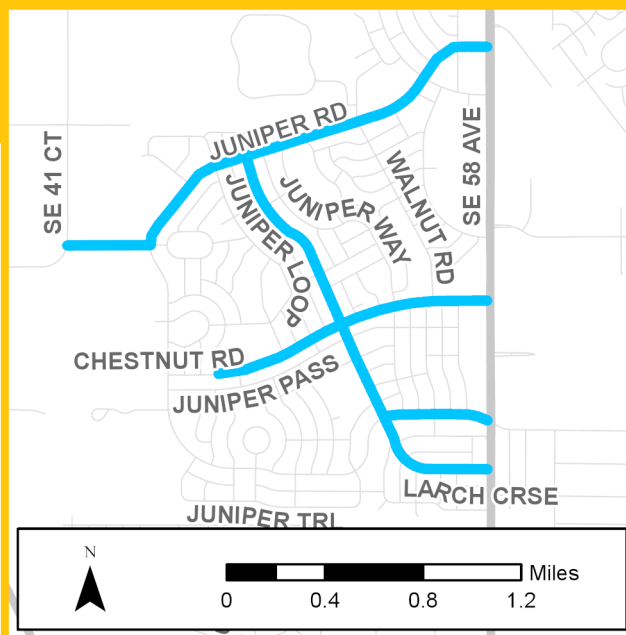 JUNIPER RD
SE 41 CT
SE 58 AVE
WALNUT RD
JUNIPER WAY
JUNIPER LOOP
CHESTNUT RD
JUNIPER PASS
LARCH CRSE
JUNIPER TRL
N
Miles
0 0.4 0.8 1.2